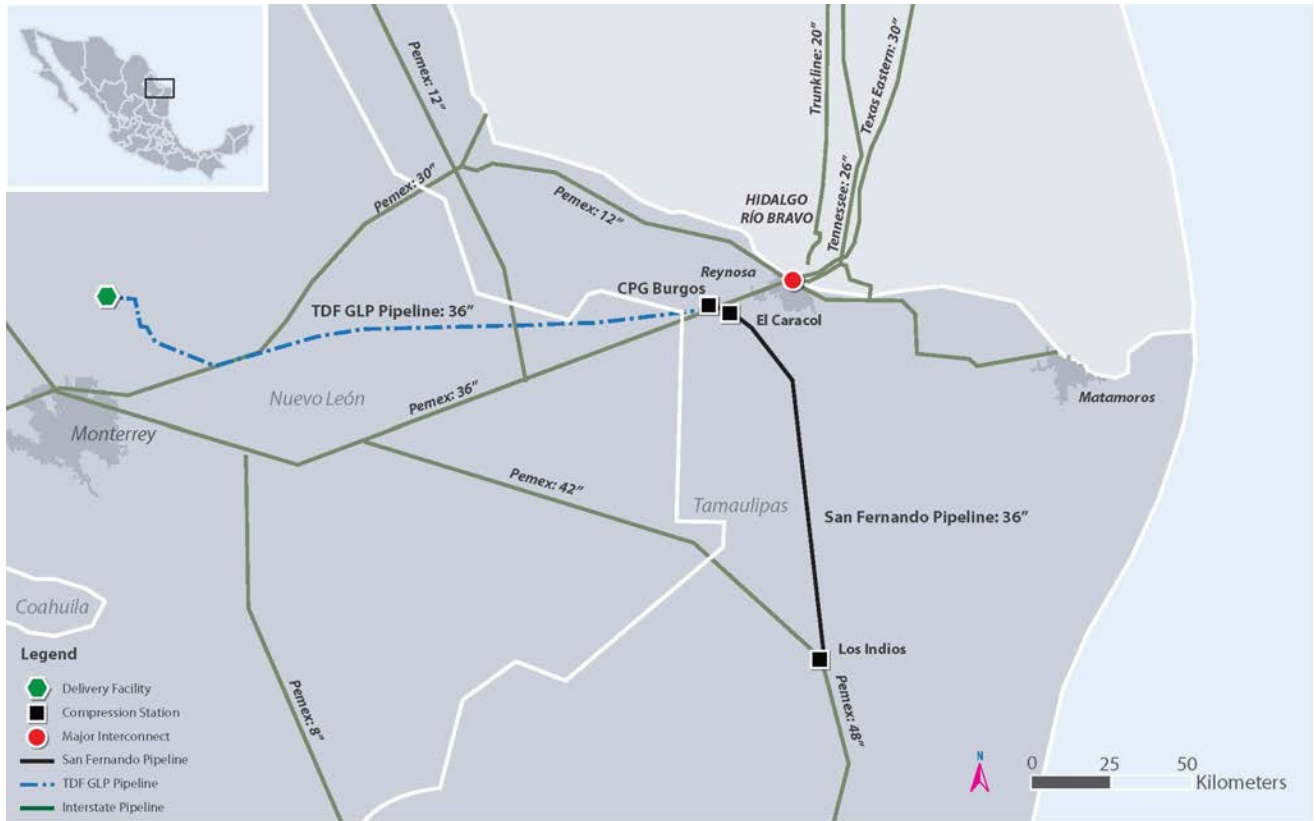 Trunkline: 20"
Texas Eastern: 30"
Tennessee: 26"
Pemex: 12"
Pemex: 30"
Pemex: 12"
HIDALGO
RÍO BRAVO
Reynosa
CPG Burgos
El Caracol
TDF GLP Pipeline: 36"
Nuevo León
Pemex: 36"
Monterrey
Matamoros
Pemex: 42"
Tamaulipas
San Fernando Pipeline: 36"
Coahuila
Los Indios
Pemex: 8"
Pemex: 48"
Legend
Delivery Facility
Compression Station
Major Interconnect
San Fernando Pipeline
TDF GLP Pipeline
Interstate Pipeline
N
0 25 50
Kilometers